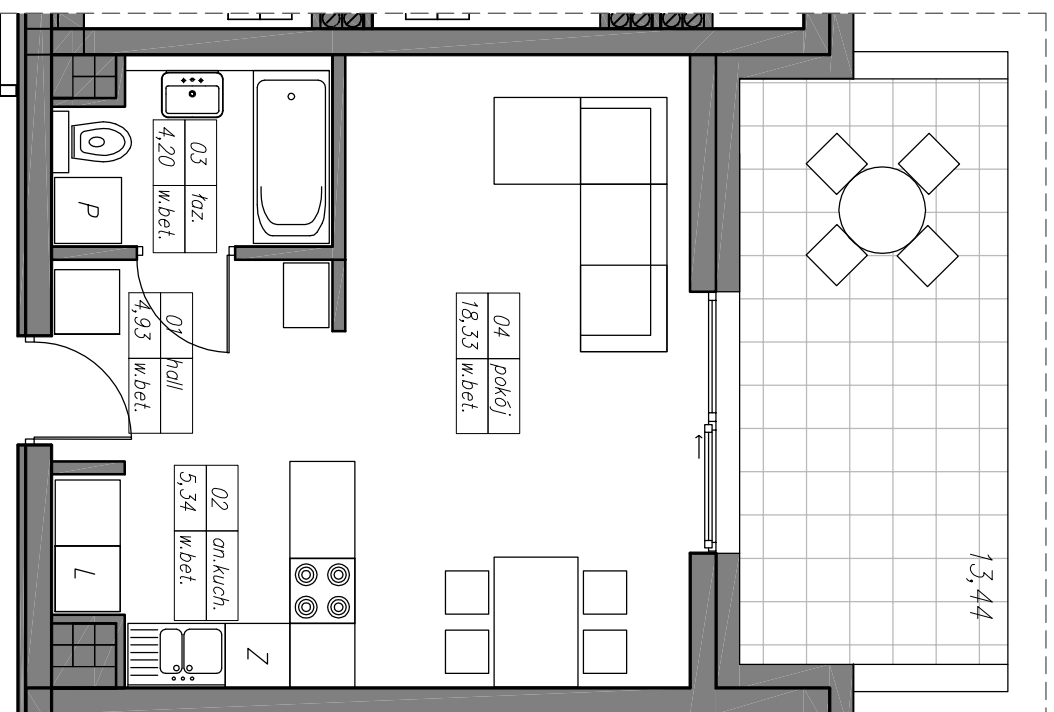 03 łaz.
4,20 w.bet.
P
01 hall
4,93 w.bet.
04 pokój
18,33 w.bet.
02 an.kuch.
5,34 w.bet.
L
Z
13,44